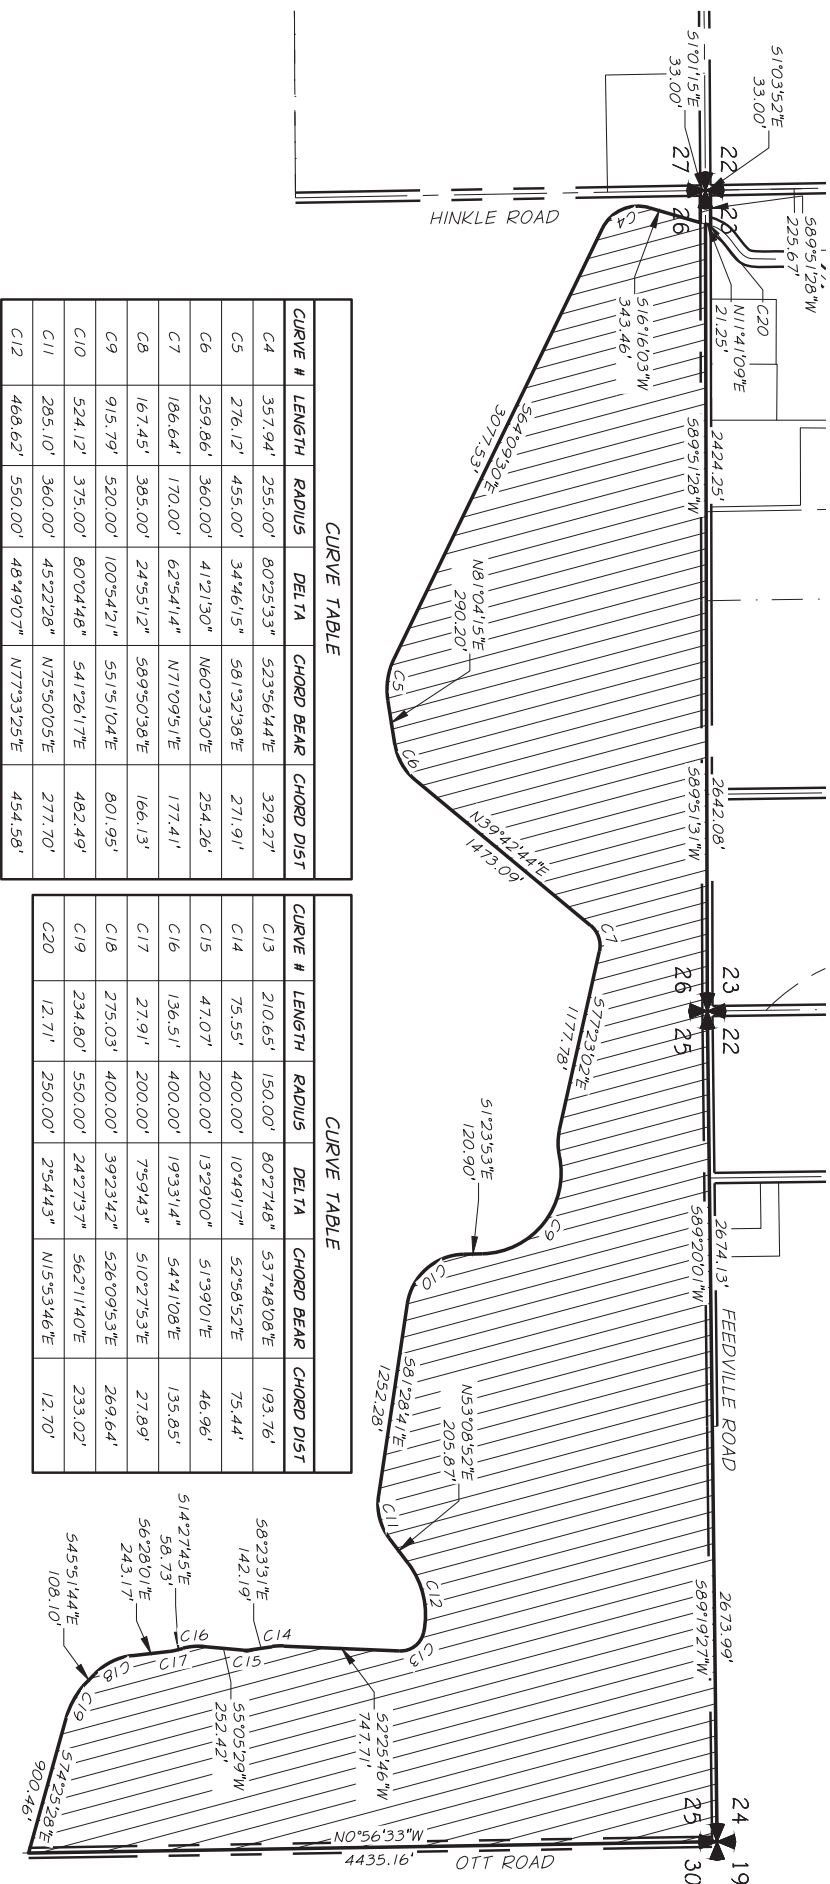 S1°03'52"E
33.00'
S1°01'15"E
33.00'
22
27
23
26
HINKLE ROAD
S89°51'28"W
225.67'
C20
N11°41'09"E
21.25'
C4
S16°16'03"W
343.46'
2424.25'
S89°51'28"W
S64°09'30"E
3077.53'
N81°04'15"E
290.20'
C5
C6
2642.08'
S89°51'31"W
N39°42'44"E
1473.09'
C7
23
22
26
25
S77°23'02"E
1177.78'
S1°23'53"E
120.90'
C9
C10
2674.13'
S89°20'01"W
FEEDVILLE ROAD
S81°28'41"E
1252.28'
N53°08'52"E
205.87'
C11
C12
C13
2673.99'
S89°19'27"W
S8°23'31"E
142.19'
S14°27'45"E
58.73'
S6°28'01"E
243.17'
S45°51'44"E
108.10'
C14
C15
C16
C17
C18
C19
S2°25'46"W
747.71'
S5°05'29"W
252.42'
S74°25'28"E
900.46'
N0°56'33"W
4435.16'
OTT ROAD
24
19
25
30
CURVE TABLE
CURVE # LENGTH RADIUS DELTA CHORD BEAR CHORD DIST
C4 357.94' 255.00' 80°25'33" S23°56'44"E 329.27'
C5 276.12' 455.00' 34°46'15" S81°32'38"E 271.91'
C6 259.86' 360.00' 41°21'30" N60°23'30"E 254.26'
C7 186.64' 170.00' 62°54'14" N71°09'51"E 177.41'
C8 167.45' 385.00' 24°55'12" S89°50'38"E 166.13'
C9 915.79' 520.00' 100°54'21" S51°51'04"E 801.95'
C10 524.12' 375.00' 80°04'48" S41°26'17"E 482.49'
C11 285.10' 360.00' 45°22'28" N75°50'05"E 277.70'
C12 468.62' 550.00' 48°49'07" N77°33'25"E 454.58'
CURVE TABLE
CURVE # LENGTH RADIUS DELTA CHORD BEAR CHORD DIST
C13 210.65' 150.00' 80°27'48" S37°48'08"E 193.76'
C14 75.55' 400.00' 10°49'17" S2°58'52"E 75.44'
C15 47.07' 200.00' 13°29'00" S1°39'01"E 46.96'
C16 136.51' 400.00' 19°33'14" S4°41'08"E 135.85'
C17 27.91' 200.00' 7°59'43" S10°27'53"E 27.89'
C18 275.03' 400.00' 39°23'42" S26°09'53"E 269.64'
C19 234.80' 550.00' 24°27'37" S62°11'40"E 233.02'
C20 12.71' 250.00' 2°54'43" N15°53'46"E 12.70'